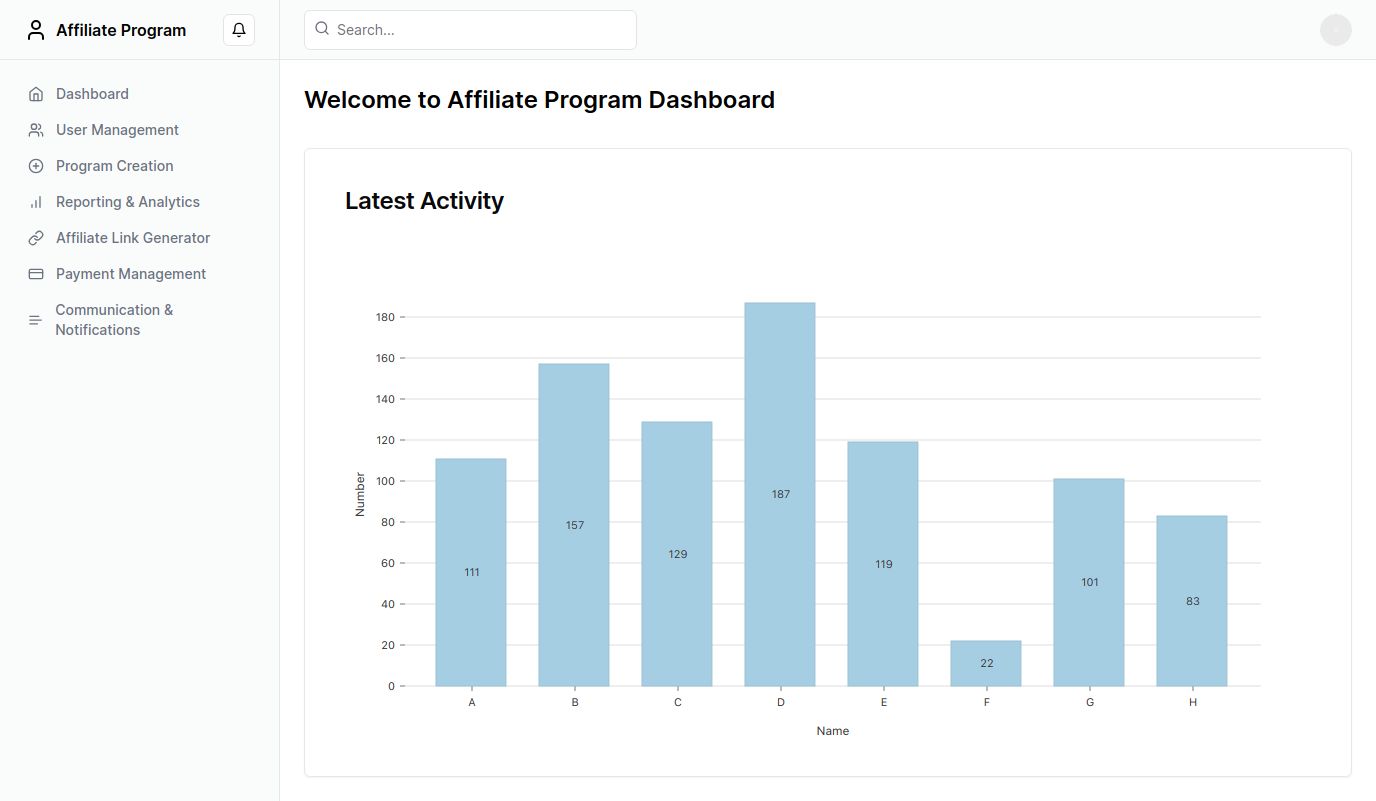 Affiliate Program
Search...
Dashboard
User Management
Program Creation
Reporting & Analytics
Affiliate Link Generator
Payment Management
Communication &
Notifications
Welcome to Affiliate Program Dashboard
Latest Activity
180
160
140
120
100
80
60
40
20
0
Number
111
157
129
187
119
22
101
83
A B C D E F G H
Name